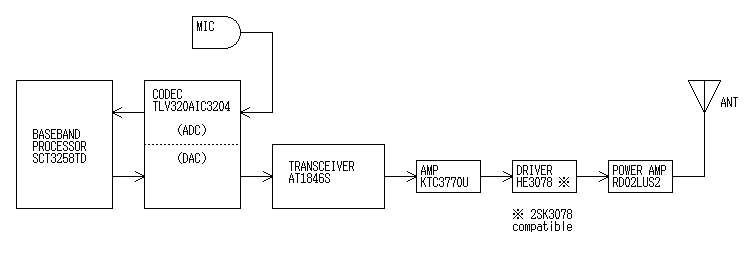 MIC
CODEC
TLV320AIC3204
(ADC)
(DAC)
BASEBAND
PROCESSOR
SCT3258TD
TRANSCEIVER
AT1846S
AMP
KTC3770U
DRIVER
HE3078 ※
※ 2SK3078
compatible
POWER AMP
RD02LUS2
ANT